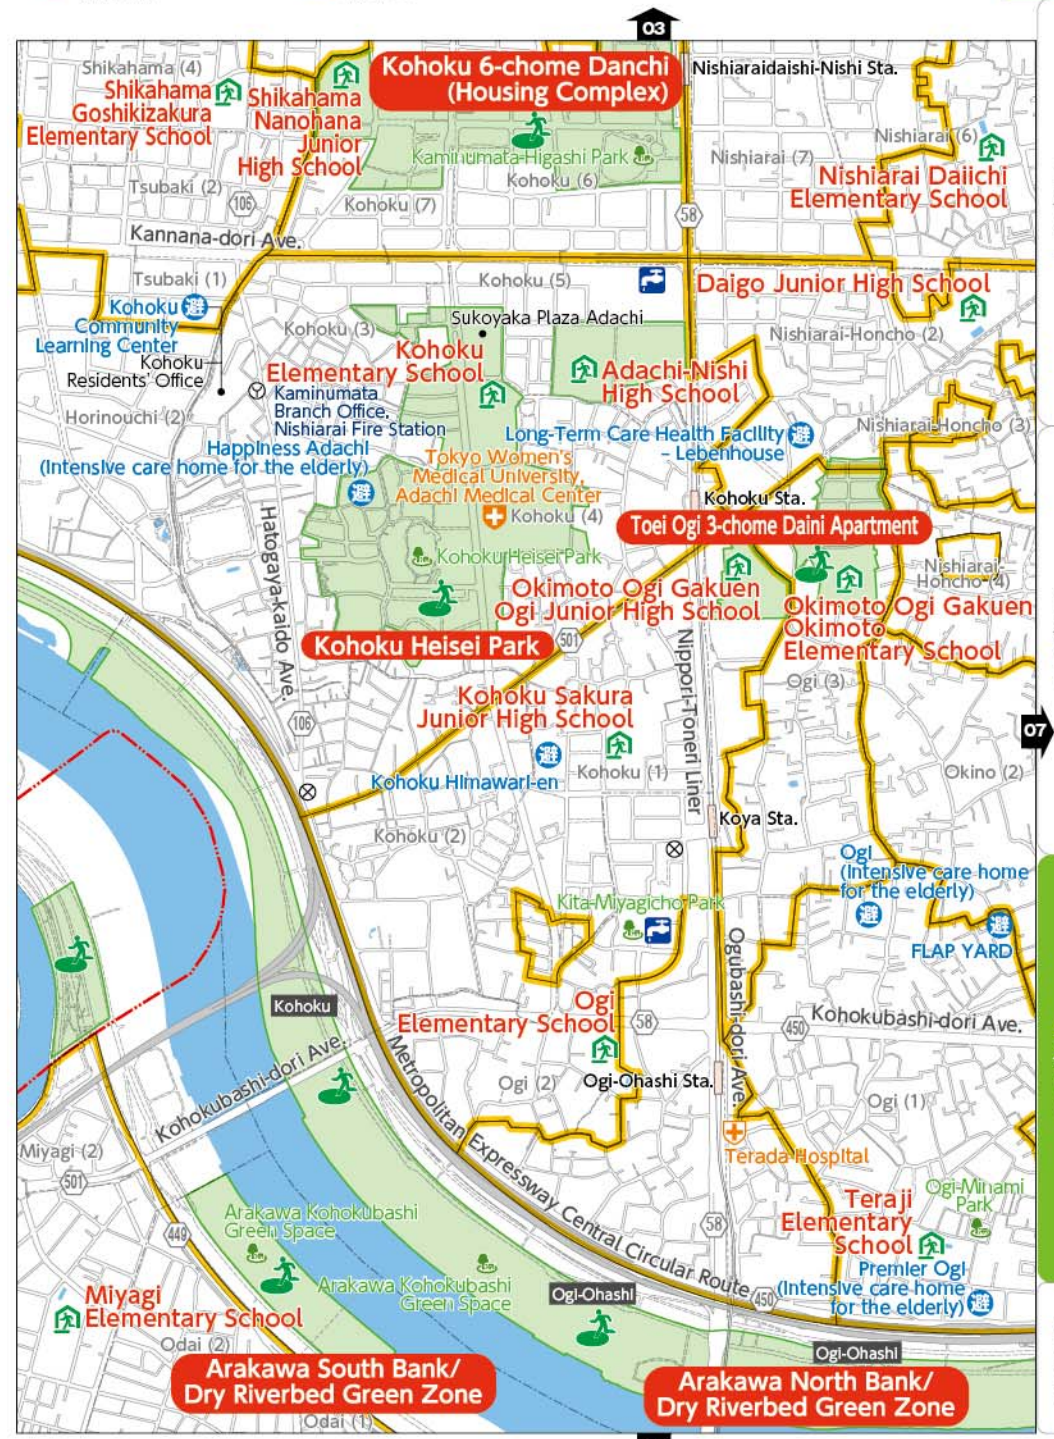 03
Shikahama (4)
Shikahama
Goshikizakura
Elementary School
Shikahama
Nanohana
Junior
High School
Kohoku 6-chome Danchi
(Housing Complex)
Nishiaraidaishi-Nishi Sta.
Kaminumata-Higashi Park
Kohoku (6)
Nishiarai (7)
Nishiarai (6)
Nishiarai Daiichi
Elementary School
Tsubaki (2)
106
Kohoku (7)
58
Kannana-dori Ave.
Tsubaki (1)
Kohoku (5)
Daigo Junior High School
Kohoku
Community
Learning Center
避
Kohoku (3)
Sukoyaka Plaza Adachi
Nishiarai-Honcho (2)
Kohoku
Residents' Office
Kohoku
Elementary School
Adachi-Nishi
High School
Kaminumata
Branch Office,
Nishiarai Fire Station
Horinouchi (2)
Nishiarai-Honcho (3)
Long-Term Care Health Facility
– Lebenhouse
避
Happiness Adachi
(Intensive care home for the elderly)
避
Tokyo Women's
Medical University,
Adachi Medical Center
Kohoku (4)
Kohoku Sta.
Toei Ogi 3-chome Daini Apartment
Hatogaya-kaido Ave.
Kohoku Heisei Park
Nishiarai-
Honcho (4)
Okimoto Ogi Gakuen
Ogi Junior High School
Okimoto Ogi Gakuen
Okimoto
Elementary School
Kohoku Heisei Park
501
Nippori-Toneri Liner
Ogi (3)
Kohoku Sakura
Junior High School
106
07
避
Kohoku Himawari-en
Kohoku (1)
Okino (2)
Koya Sta.
Kohoku (2)
Ogi
(Intensive care home
for the elderly)
避
避
FLAP YARD
Kita-Miyagicho Park
Ogubashi-dori Ave.
Kohoku
Ogi
Elementary School
58
450
Kohokubashi-dori Ave.
Kohokubashi-dori Ave.
Metropolitan Expressway Central Circular Route
Ogi (2)
Ogi-Ohashi Sta.
Ogi (1)
Miyagi (2)
501
Terada Hospital
449
Arakawa Kohokubashi
Green Space
Arakawa Kohokubashi
Green Space
58
Teraji
Elementary
School
Ogi-Minami
Park
Premier Ogi
(Intensive care home
for the elderly)
避
Ogi-Ohashi
450
Miyagi
Elementary School
Odai (2)
Ogi-Ohashi
Arakawa South Bank/
Dry Riverbed Green Zone
Arakawa North Bank/
Dry Riverbed Green Zone
Odai (1)